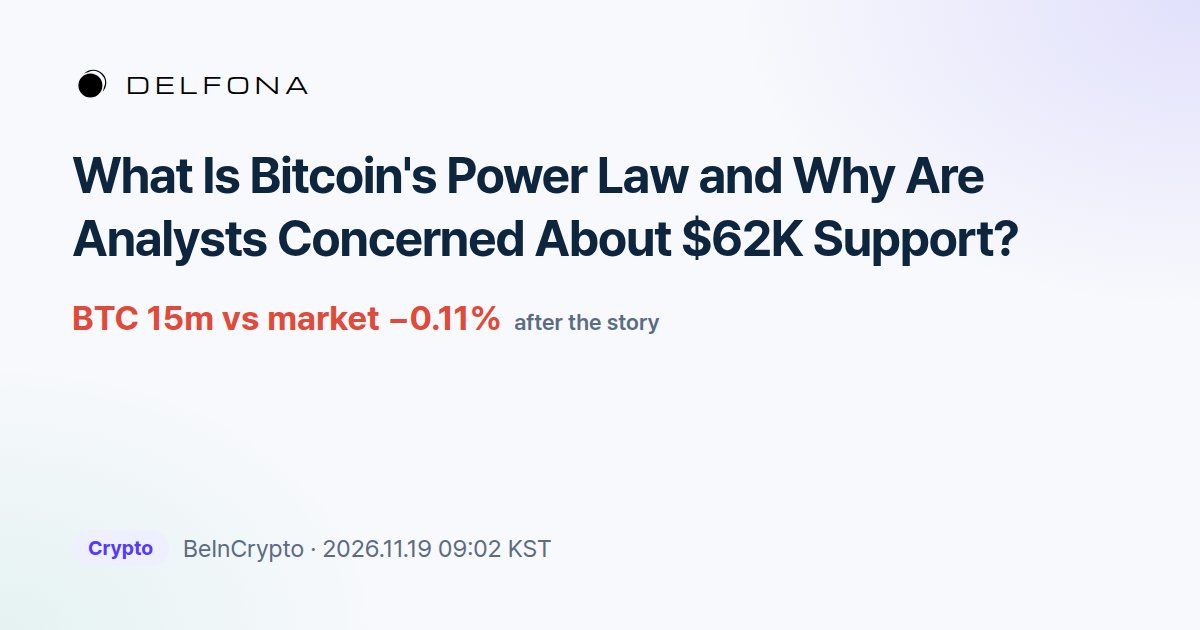 DELFONA
What Is Bitcoin's Power Law and Why Are
Analysts Concerned About $62K Support?
BTC 15m vs market −0.11% after the story
Crypto BeInCrypto · 2026.11.19 09:02 KST